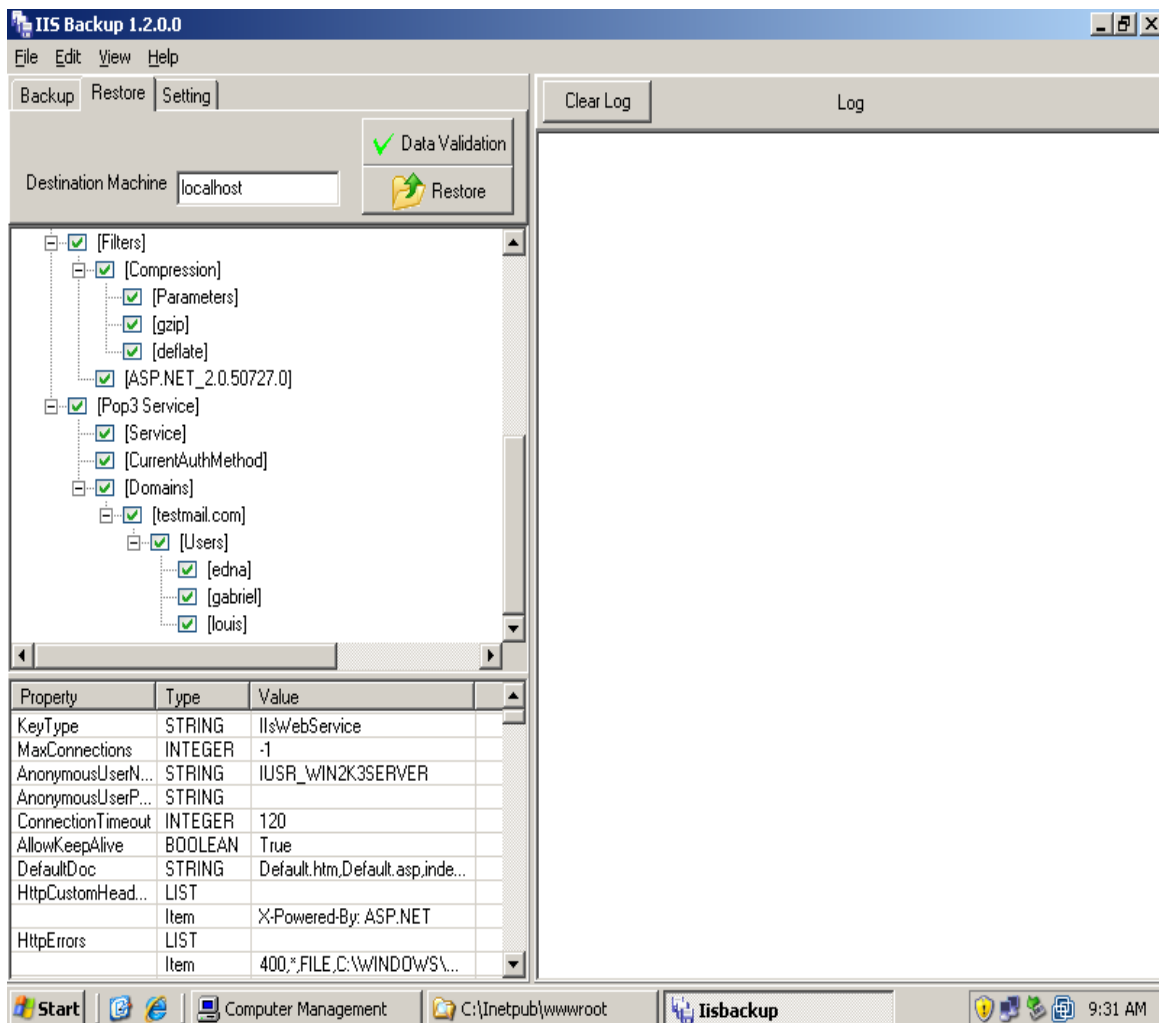 IIS Backup 1.2.0.0
File Edit View Help
Backup Restore Setting
Clear Log
Log
Data Validation
Destination Machine localhost
Restore
[Filters]
[Compression]
[Parameters]
[gzip]
[deflate]
[ASP.NET_2.0.50727.0]
[Pop3 Service]
[Service]
[CurrentAuthMethod]
[Domains]
[testmail.com]
[Users]
[edna]
[gabriel]
[louis]
Property Type Value
KeyType STRING IIsWebService
MaxConnections INTEGER -1
AnonymousUserN... STRING IUSR_WIN2K3SERVER
AnonymousUserP... STRING
ConnectionTimeout INTEGER 120
AllowKeepAlive BOOLEAN True
DefaultDoc STRING Default.htm,Default.asp,inde...
HttpCustomHead... LIST
Item X-Powered-By: ASP.NET
HttpErrors LIST
Item 400,*,FILE,C:\WINDOWS\...
Start Computer Management C:\Inetpub\wwwroot Iisbackup 9:31 AM